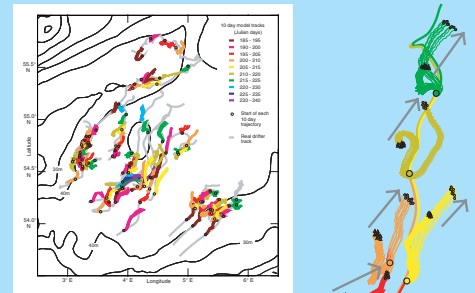 10 day model tracks
(Julian days)
185 - 195
190 - 200
195 - 205
200 - 210
205 - 215
210 - 220
215 - 225
220 - 230
225 - 235
230 - 240
Start of each
10 day
trajectory
Real drifter
track
55.5°
N
55.0°
N
Latitude
54.5°
N
54.0°
N
30m
40m
40m
30m
3° E
4° E
Longitude
5° E
6° E